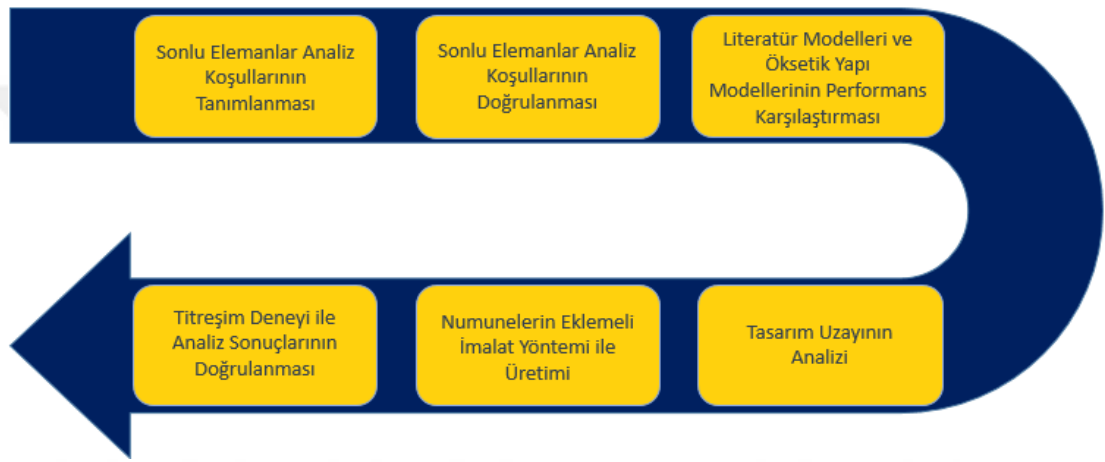 Sonlu Elemanlar Analiz
Koşullarının
Tanımlanması
Sonlu Elemanlar Analiz
Koşullarının
Doğrulanması
Literatür Modelleri ve
Öksetik Yapı
Modellerinin Performans
Karşılaştırması
Tasarım Uzayının
Analizi
Numunelerin Eklemeli
İmalat Yöntemi ile
Üretimi
Titreşim Deneyi ile
Analiz Sonuçlarının
Doğrulanması